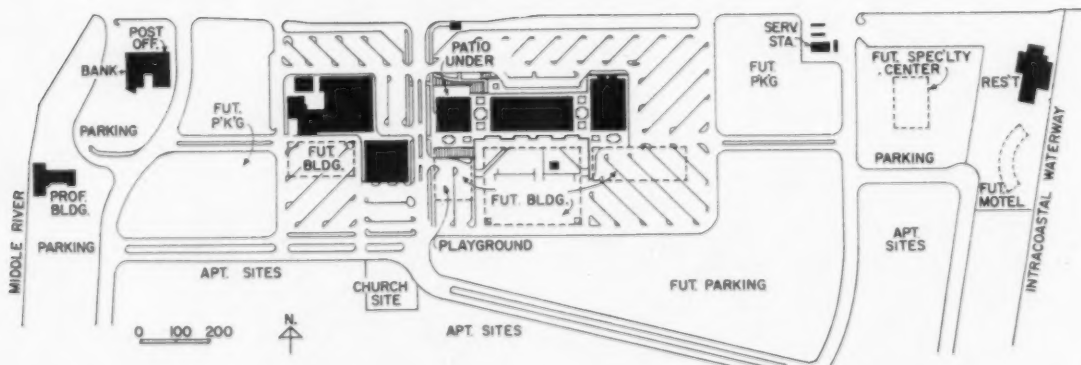 POST
OFF.
BANK
PARKING
FUT.
P'K'G
PROF.
BLDG.
PARKING
MIDDLE RIVER
FUT.
BLDG.
APT. SITES
CHURCH
SITE
0 100 200
N.
PATIO
UNDER
FUT. BLDG.
PLAYGROUND
APT. SITES
FUT. PARKING
FUT.
P'K'G
SERV.
STA.
FUT. SPEC'LTY
CENTER
RES'T
PARKING
FUT.
MOTEL
APT.
SITES
INTRACOASTAL WATERWAY